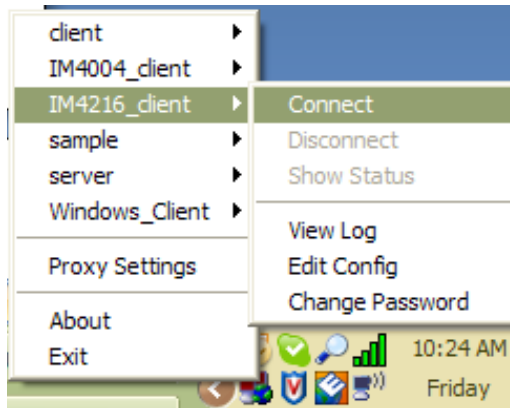 client
IM4004_client
IM4216_client
sample
server
Windows_Client
Proxy Settings
About
Exit
Connect
Disconnect
Show Status
View Log
Edit Config
Change Password
10:24 AM
Friday